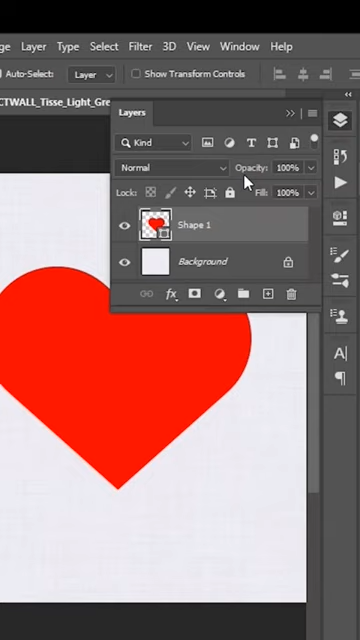 ge Layer Type Select Filter 3D View Window Help
Auto-Select: Layer Show Transform Controls
CTWALL_Tisse_Light_Gre
Layers
Kind
Normal Opacity: 100%
Lock: Fill: 100%
Shape 1
Background
fx
A